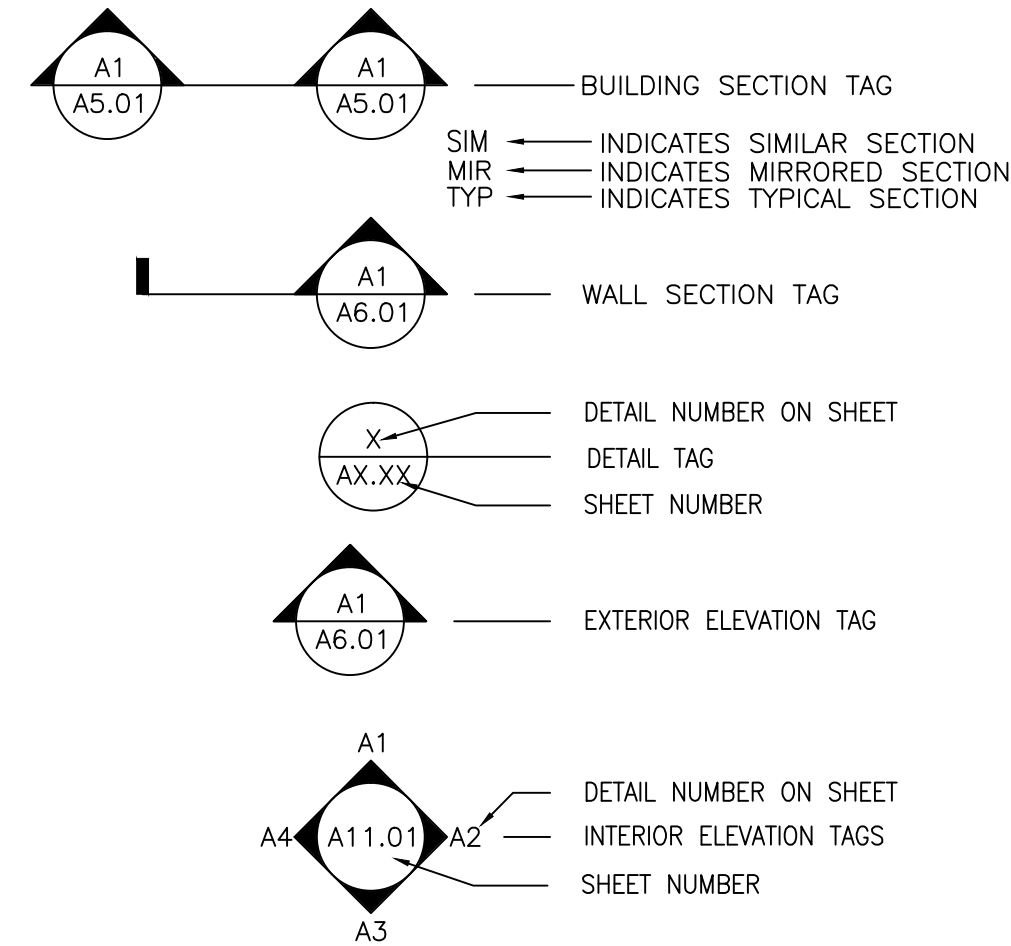 A1 A1
A5.01 A5.01 BUILDING SECTION TAG
SIM INDICATES SIMILAR SECTION
MIR INDICATES MIRRORED SECTION
TYP INDICATES TYPICAL SECTION
A1
A6.01 WALL SECTION TAG
X DETAIL NUMBER ON SHEET
DETAIL TAG
AX.XX SHEET NUMBER
A1
A6.01 EXTERIOR ELEVATION TAG
A1
DETAIL NUMBER ON SHEET
A4 A11.01 A2 INTERIOR ELEVATION TAGS
SHEET NUMBER
A3